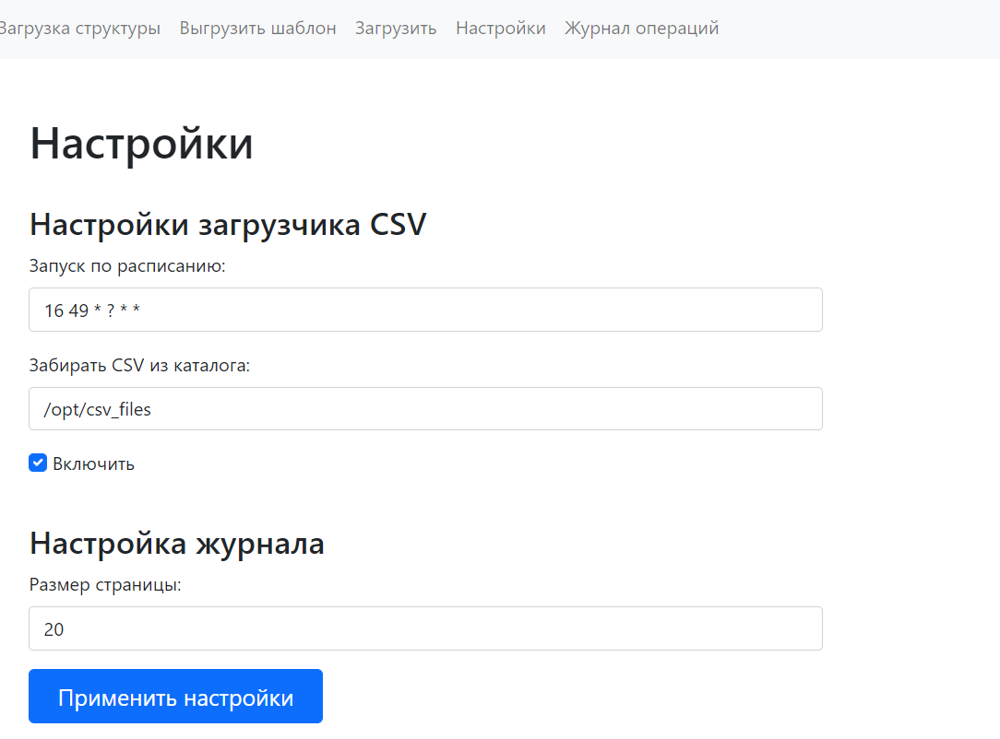 Загрузка структуры Выгрузить шаблон Загрузить Настройки Журнал операций
Настройки
Настройки загрузчика CSV
Запуск по расписанию:
16 49 * ? * *
Забирать CSV из каталога:
/opt/csv_files
Включить
Настройка журнала
Размер страницы:
20
Применить настройки